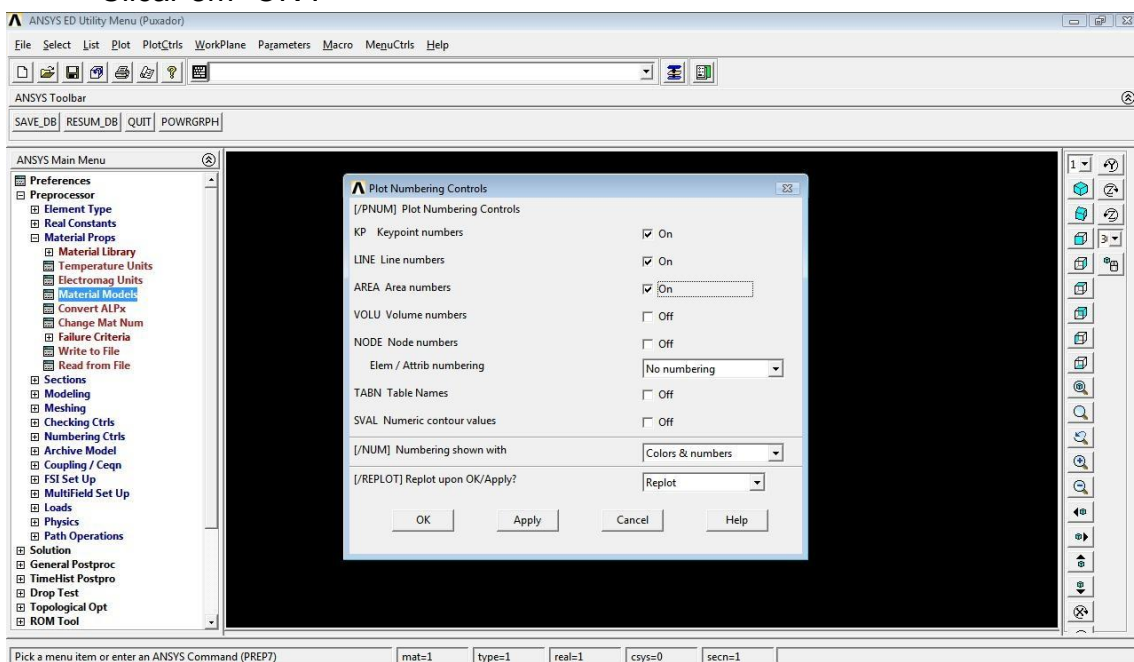 ANSYS ED Utility Menu (Puxador)
File Select List Plot PlotCtrls WorkPlane Parameters Macro MenuCtrls Help
ANSYS Toolbar
SAVE_DB RESUM_DB QUIT POWRGRPH
ANSYS Main Menu
Preferences
Preprocessor
Element Type
Real Constants
Material Props
Material Library
Temperature Units
Electromag Units
Material Models
Convert ALPx
Change Mat Num
Failure Criteria
Write to File
Read from File
Sections
Modeling
Meshing
Checking Ctrls
Numbering Ctrls
Archive Model
Coupling / Ceqn
FSI Set Up
MultiField Set Up
Loads
Physics
Path Operations
Solution
General Postproc
TimeHist Postpro
Drop Test
Topological Opt
ROM Tool
Plot Numbering Controls
[/PNUM] Plot Numbering Controls
KP Keypoint numbers On
LINE Line numbers On
AREA Area numbers On
VOLU Volume numbers Off
NODE Node numbers Off
Elem / Attrib numbering No numbering
TABN Table Names Off
SVAL Numeric contour values Off
[/NUM] Numbering shown with Colors & numbers
[/REPLOT] Replot upon OK/Apply? Replot
OK Apply Cancel Help
1
3
Pick a menu item or enter an ANSYS Command (PREP7) mat=1 type=1 real=1 csys=0 secn=1